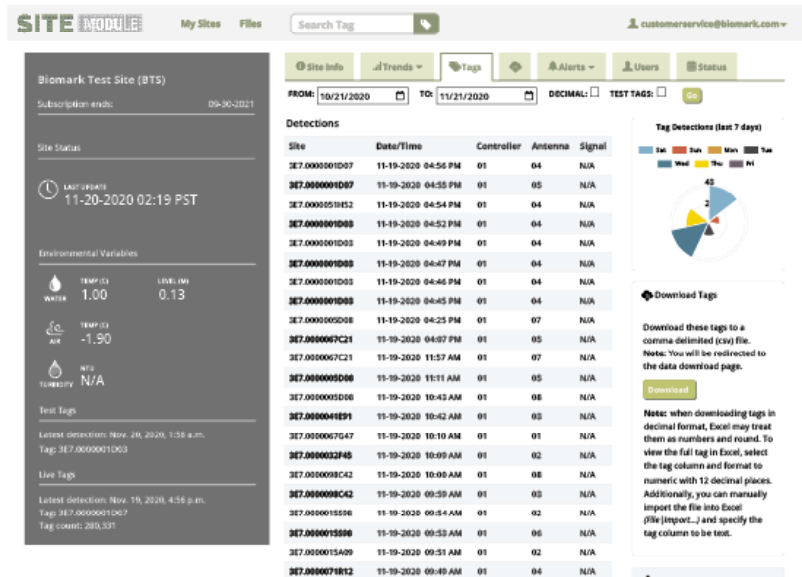 SITE MODULE
My Sites
Files
Search Tag
customerservice@biomark.com
Biomark Test Site (BTS)
Subscription ends: 09-30-2021
Site Status
LAST UPDATE
11-20-2020 02:19 PST
Environmental Variables
WATER
TEMP (C)
1.00
LEVEL (M)
0.13
AIR
TEMP (C)
-1.90
TURBIDITY
NTU
N/A
Test Tags
Latest detection: Nov. 20, 2020, 1:56 a.m.
Tag: 3E7.0000001D03
Live Tags
Latest detection: Nov. 19, 2020, 4:56 p.m.
Tag: 3E7.0000001D07
Tag count: 280,331
Site Info
Trends
Tags
Alerts
Users
Status
FROM: 10/21/2020 TO: 11/21/2020 DECIMAL: TEST TAGS: Go
Detections
Site Date/Time Controller Antenna Signal
3E7.0000001D07 11-19-2020 04:56 PM 01 04 N/A
3E7.0000001D07 11-19-2020 04:55 PM 01 05 N/A
11-19-2020 04:54 PM 01 04 N/A
3E7.0000001D03 11-19-2020 04:52 PM 01 04 N/A
3E7.0000001D03 11-19-2020 04:49 PM 01 04 N/A
3E7.0000001D03 11-19-2020 04:47 PM 01 04 N/A
3E7.0000001D03 11-19-2020 04:46 PM 01 04 N/A
3E7.0000001D03 11-19-2020 04:45 PM 01 04 N/A
3E7.0000005D08 11-19-2020 04:25 PM 01 07 N/A
3E7.0000067C21 11-19-2020 04:07 PM 01 05 N/A
3E7.0000067C21 11-19-2020 11:57 AM 01 07 N/A
3E7.0000005D08 11-19-2020 11:11 AM 01 05 N/A
3E7.0000005D08 11-19-2020 10:43 AM 01 08 N/A
3E7.0000041E91 11-19-2020 10:42 AM 01 03 N/A
3E7.0000067G47 11-19-2020 10:10 AM 01 01 N/A
3E7.0000032F45 11-19-2020 10:09 AM 01 02 N/A
3E7.0000098C42 11-19-2020 10:00 AM 01 08 N/A
3E7.0000098C42 11-19-2020 09:59 AM 01 03 N/A
11-19-2020 09:54 AM 01 02 N/A
11-19-2020 09:53 AM 01 06 N/A
3E7.0000015A09 11-19-2020 09:51 AM 01 02 N/A
3E7.0000071R12 11-19-2020 09:49 AM 01 04 N/A
Tag Detections (last 7 days)
Sat Sun Mon Tue
Wed Thu Fri
2
Download Tags
Download these tags to a
comma delimited (csv) file.
Note: You will be redirected to
the data download page.
Download
Note: when downloading tags in
decimal format, Excel may treat
them as numbers and round. To
view the full tag in Excel, select
the tag column and format to
numeric with 12 decimal places.
Additionally, you can manually
import the file into Excel
(File|Import...) and specify the
tag column to be text.